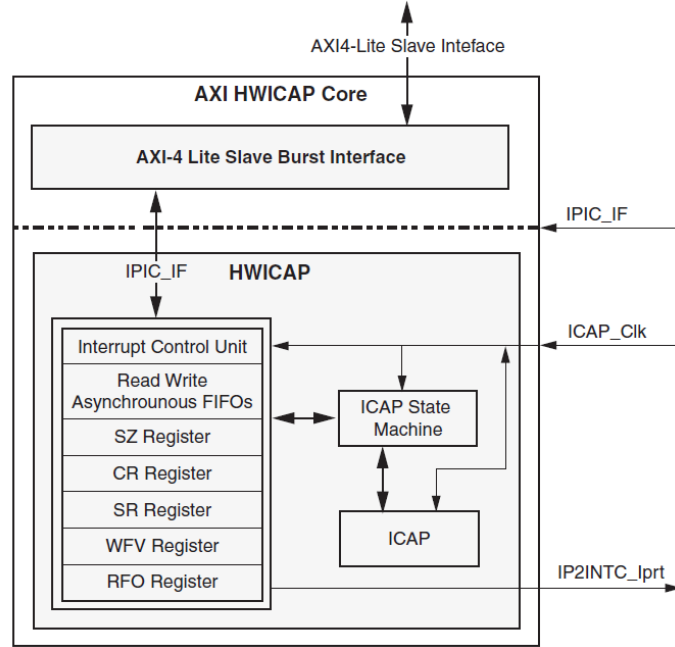 AXI4-Lite Slave Inteface
AXI HWICAP Core
AXI-4 Lite Slave Burst Interface
IPIC_IF
IPIC_IF
HWICAP
ICAP_Clk
Interrupt Control Unit
Read Write
Asynchrounous FIFOs
SZ Register
CR Register
SR Register
WFV Register
RFO Register
ICAP State
Machine
ICAP
IP2INTC_Iprt